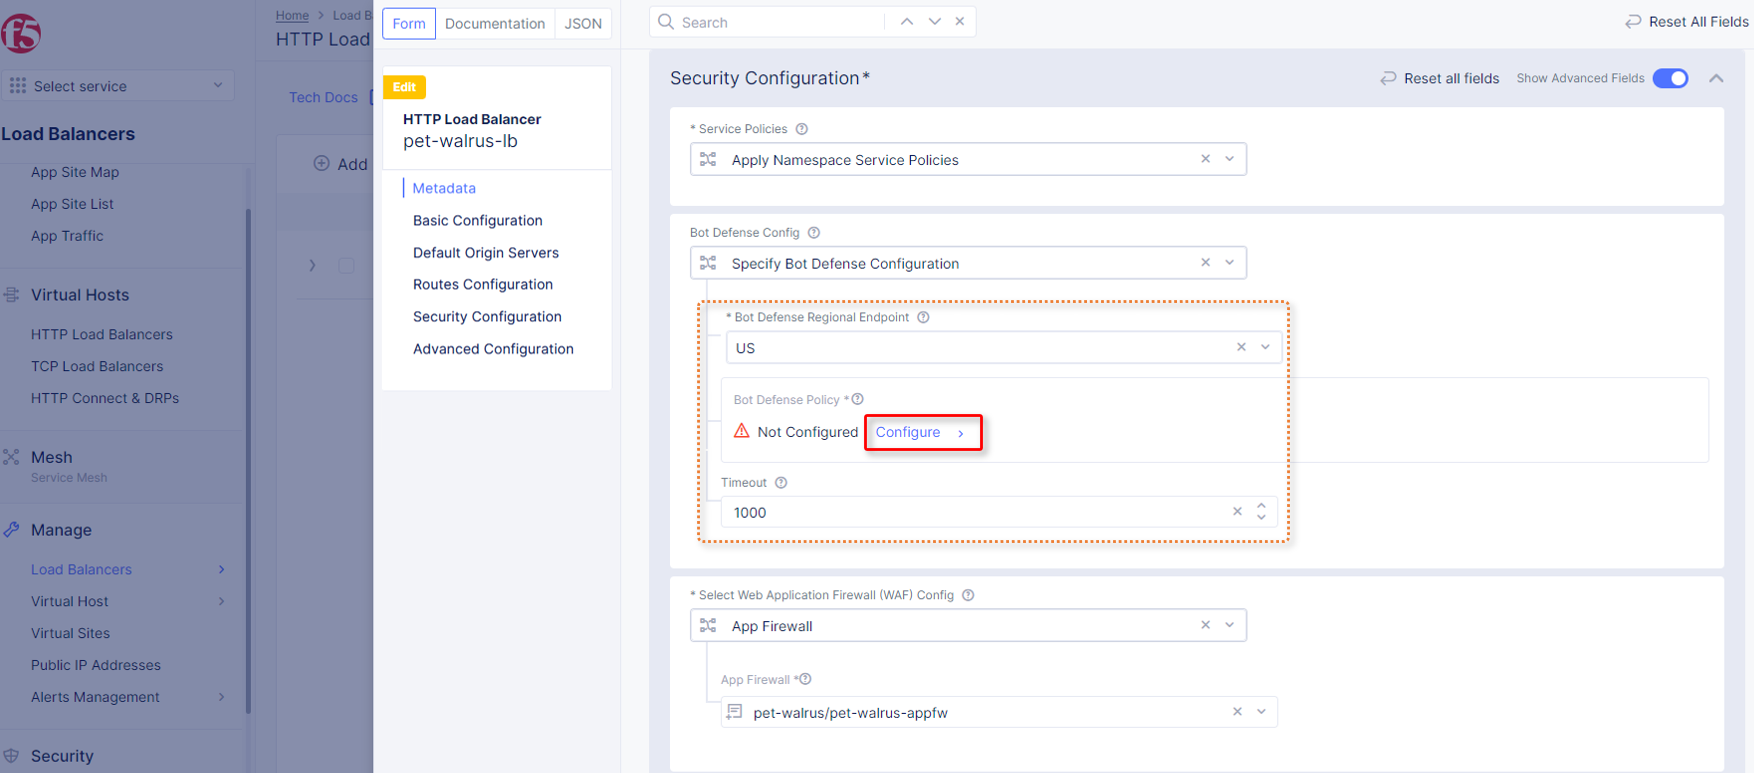 f5
Select service
Load Balancers
App Site Map
App Site List
App Traffic
Virtual Hosts
HTTP Load Balancers
TCP Load Balancers
HTTP Connect & DRPs
Mesh
Service Mesh
Manage
Load Balancers
Virtual Host
Virtual Sites
Public IP Addresses
Alerts Management
Security
Home > Load B
HTTP Load
Tech Docs
Add
Form Documentation JSON
Edit
HTTP Load Balancer
pet-walrus-lb
Metadata
Basic Configuration
Default Origin Servers
Routes Configuration
Security Configuration
Advanced Configuration
Search
Reset All Fields
Security Configuration*
Reset all fields
Show Advanced Fields
* Service Policies
Apply Namespace Service Policies
Bot Defense Config
Specify Bot Defense Configuration
* Bot Defense Regional Endpoint
US
Bot Defense Policy *
Not Configured Configure >
Timeout
1000
* Select Web Application Firewall (WAF) Config
App Firewall
App Firewall *
pet-walrus/pet-walrus-appfw